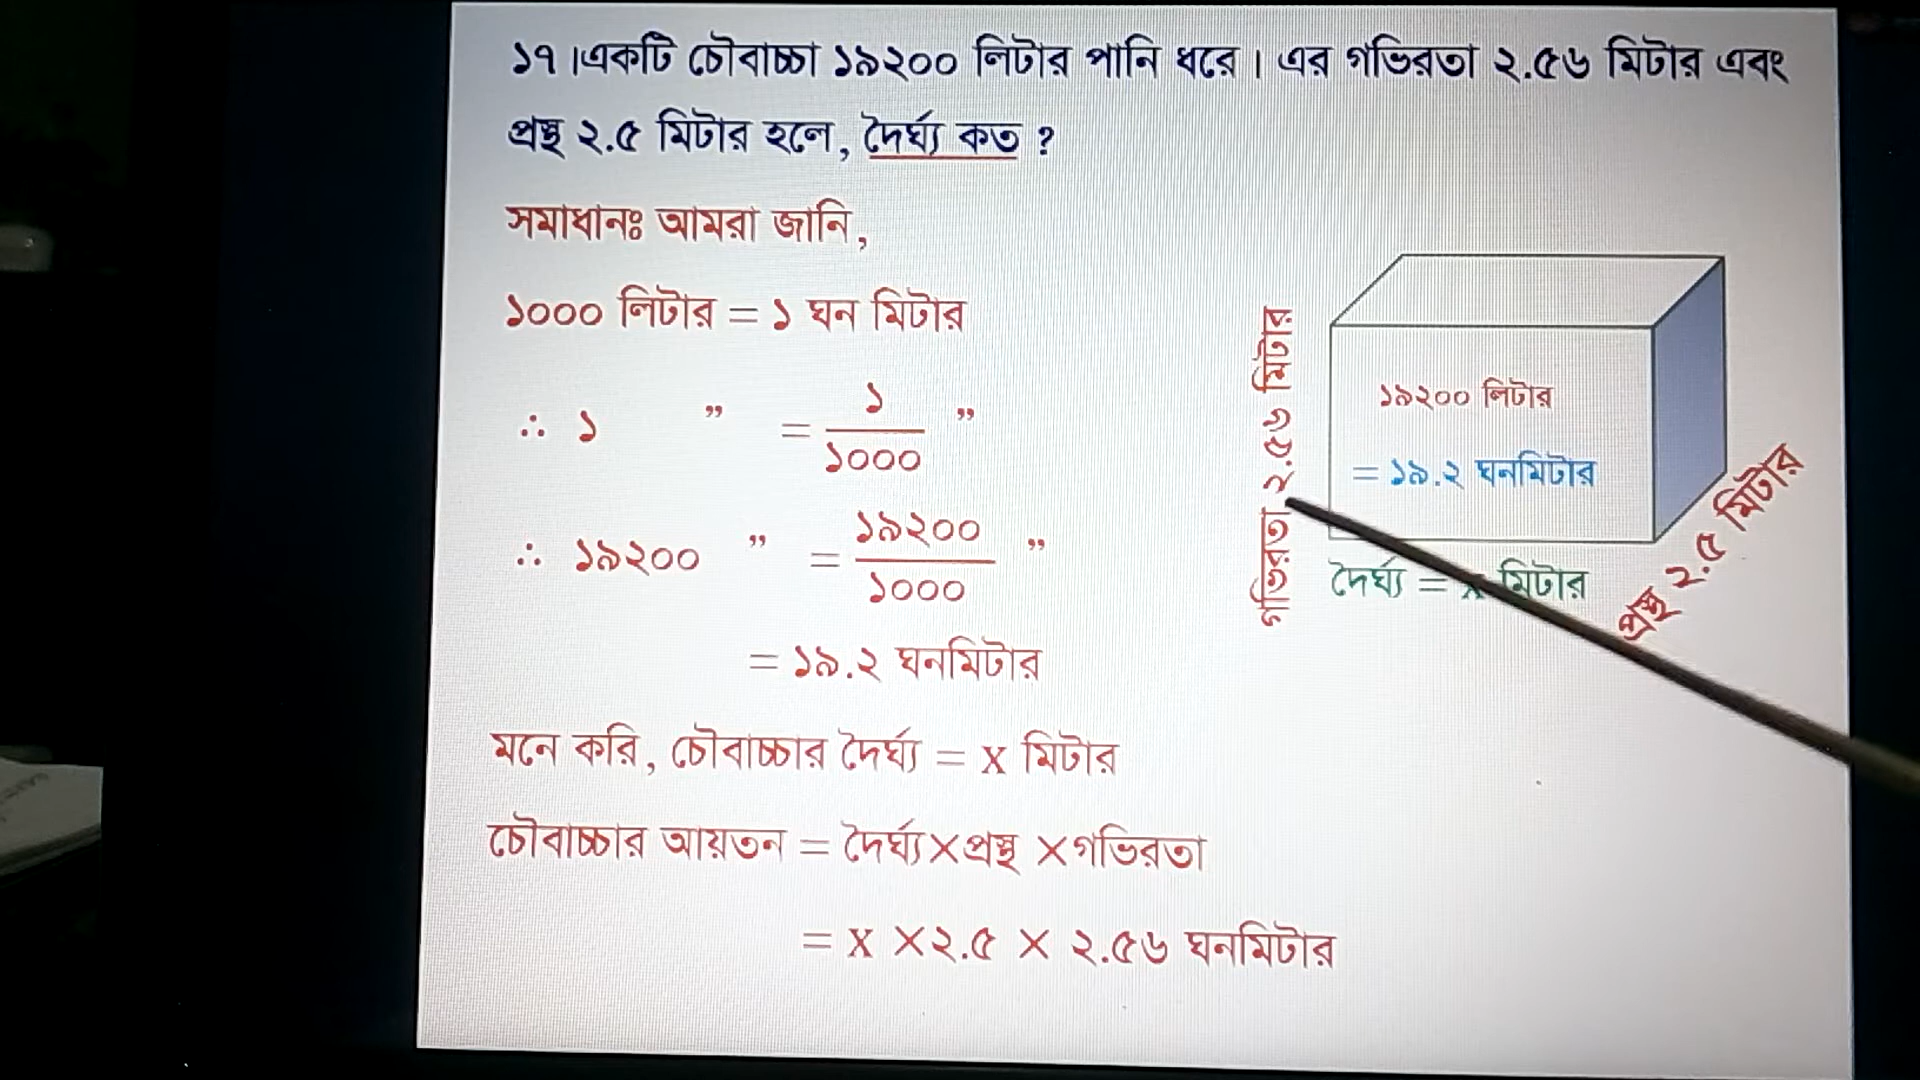 ১৭।একটি চৌবাচ্চা ১৯২০০ লিটার পানি ধরে। এর গভিরতা ২.৫৬ মিটার এবং
প্রস্থ ২.৫ মিটার হলে, দৈর্ঘ্য কত ?
সমাধানঃ আমরা জানি,
১০০০ লিটার = ১ ঘন মিটার
∴ ১ ” = ১/১০০০ ”
∴ ১৯২০০ ” = ১৯২০০/১০০০ ”
= ১৯.২ ঘনমিটার
মনে করি, চৌবাচ্চার দৈর্ঘ্য = x মিটার
চৌবাচ্চার আয়তন = দৈর্ঘ্য×প্রস্থ ×গভিরতা
= x ×২.৫ × ২.৫৬ ঘনমিটার
গভিরতা ২.৫৬ মিটার
১৯২০০ লিটার
= ১৯.২ ঘনমিটার
দৈর্ঘ্য = x মিটার
প্রস্থ ২.৫ মিটার